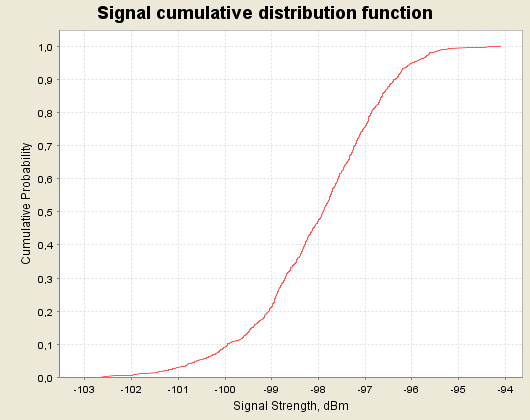 Signal cumulative distribution function
1,0
0,9
0,8
0,7
0,6
0,5
0,4
0,3
0,2
0,1
0,0
Cumulative Probability
-103 -102 -101 -100 -99 -98 -97 -96 -95 -94
Signal Strength, dBm